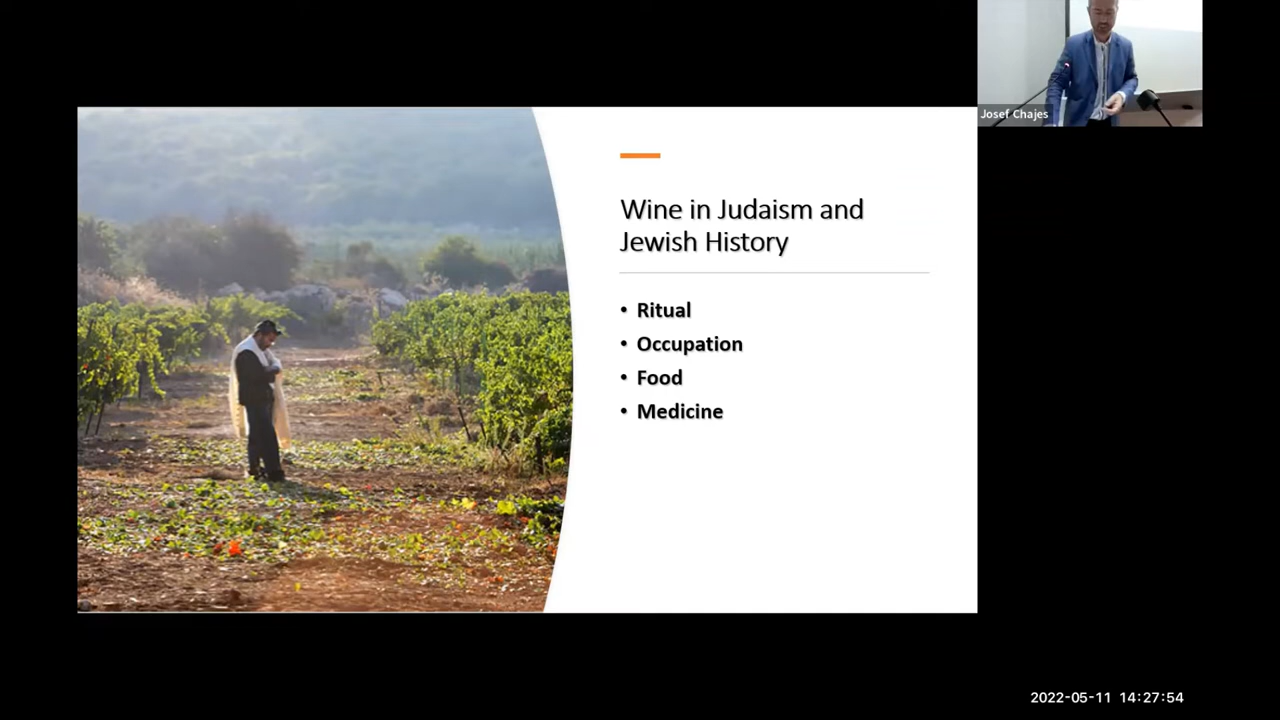 Josef Chajes
Wine in Judaism and
Jewish History
• Ritual
• Occupation
• Food
• Medicine
2022-05-11 14:27:54